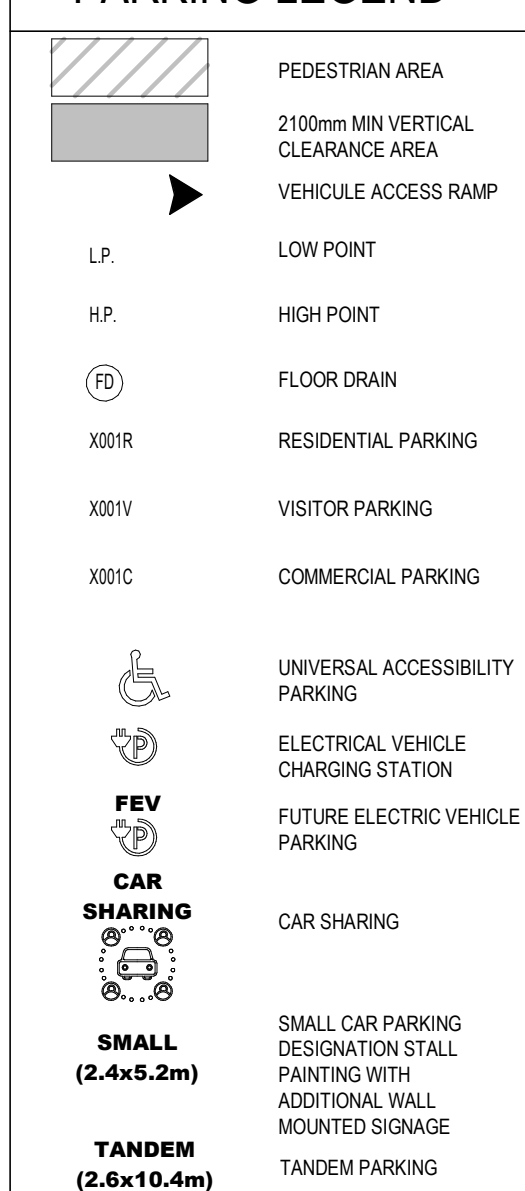 PARKING LEGEND
PEDESTRIAN AREA
2100mm MIN VERTICAL
CLEARANCE AREA
VEHICULE ACCESS RAMP
L.P. LOW POINT
H.P. HIGH POINT
FD FLOOR DRAIN
X001R RESIDENTIAL PARKING
X001V VISITOR PARKING
X001C COMMERCIAL PARKING
UNIVERSAL ACCESSIBILITY
PARKING
P ELECTRICAL VEHICLE
CHARGING STATION
FEV
P
FUTURE ELECTRIC VEHICLE
PARKING
CAR
SHARING
CAR SHARING
SMALL
(2.4x5.2m)
SMALL CAR PARKING
DESIGNATION STALL
PAINTING WITH
ADDITIONAL WALL
MOUNTED SIGNAGE
TANDEM
(2.6x10.4m)
TANDEM PARKING